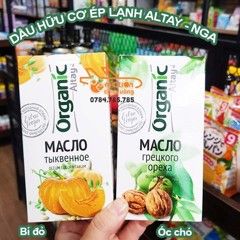 DẦU HỮU CƠ ÉP LẠNH ALTAY - NGA
0784.765.785
Organic
Altay
МАСЛО
ТЫКВЕННОЕ
Organic
Altay
МАСЛО
ГРЕЦКОГО
ОРЕХА
Bí đỏ
Óc chó